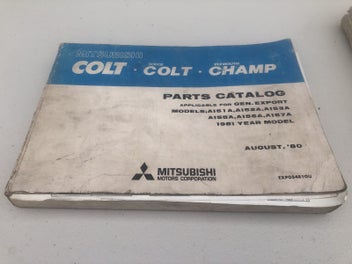 MITSUBISHI
DODGE PLYMOUTH
COLT · COLT · CHAMP
PARTS CATALOG
APPLICABLE FOR GEN. EXPORT
MODELS; A151A, A152A, A153A
A155A, A156A, A157A
1981 YEAR MODEL
AUGUST, '80
MITSUBISHI
MOTORS CORPORATION